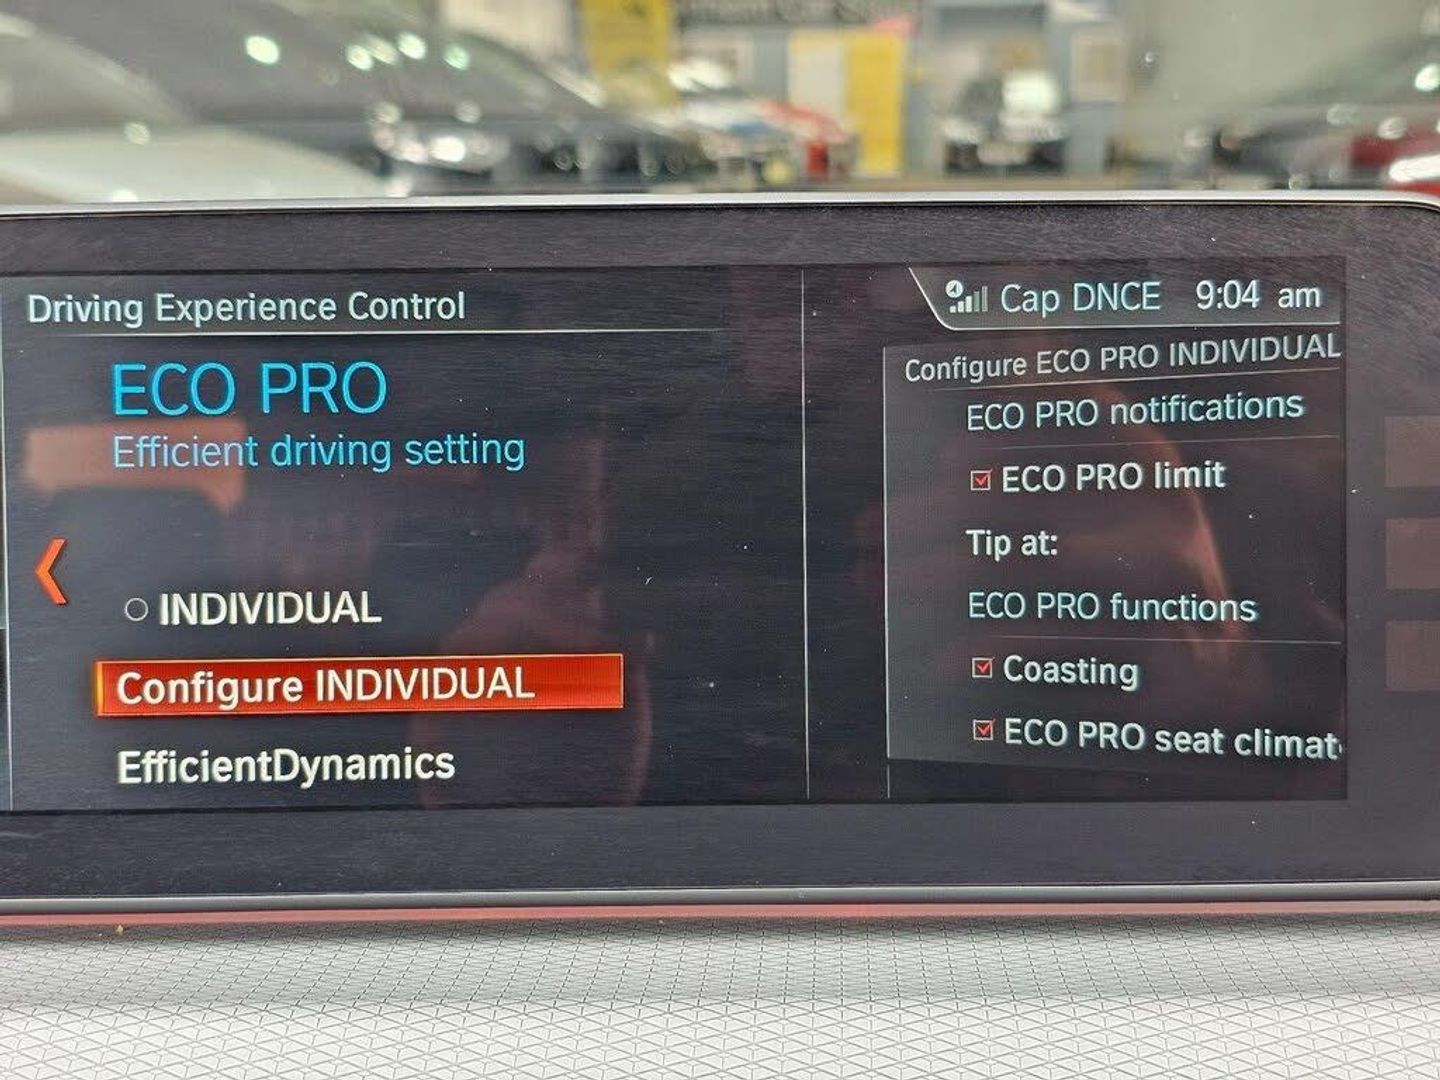 Driving Experience Control
ECO PRO
Efficient driving setting
INDIVIDUAL
Configure INDIVIDUAL
EfficientDynamics
Cap DNCE 9:04 am
Configure ECO PRO INDIVIDUAL
ECO PRO notifications
ECO PRO limit
Tip at:
ECO PRO functions
Coasting
ECO PRO seat climat